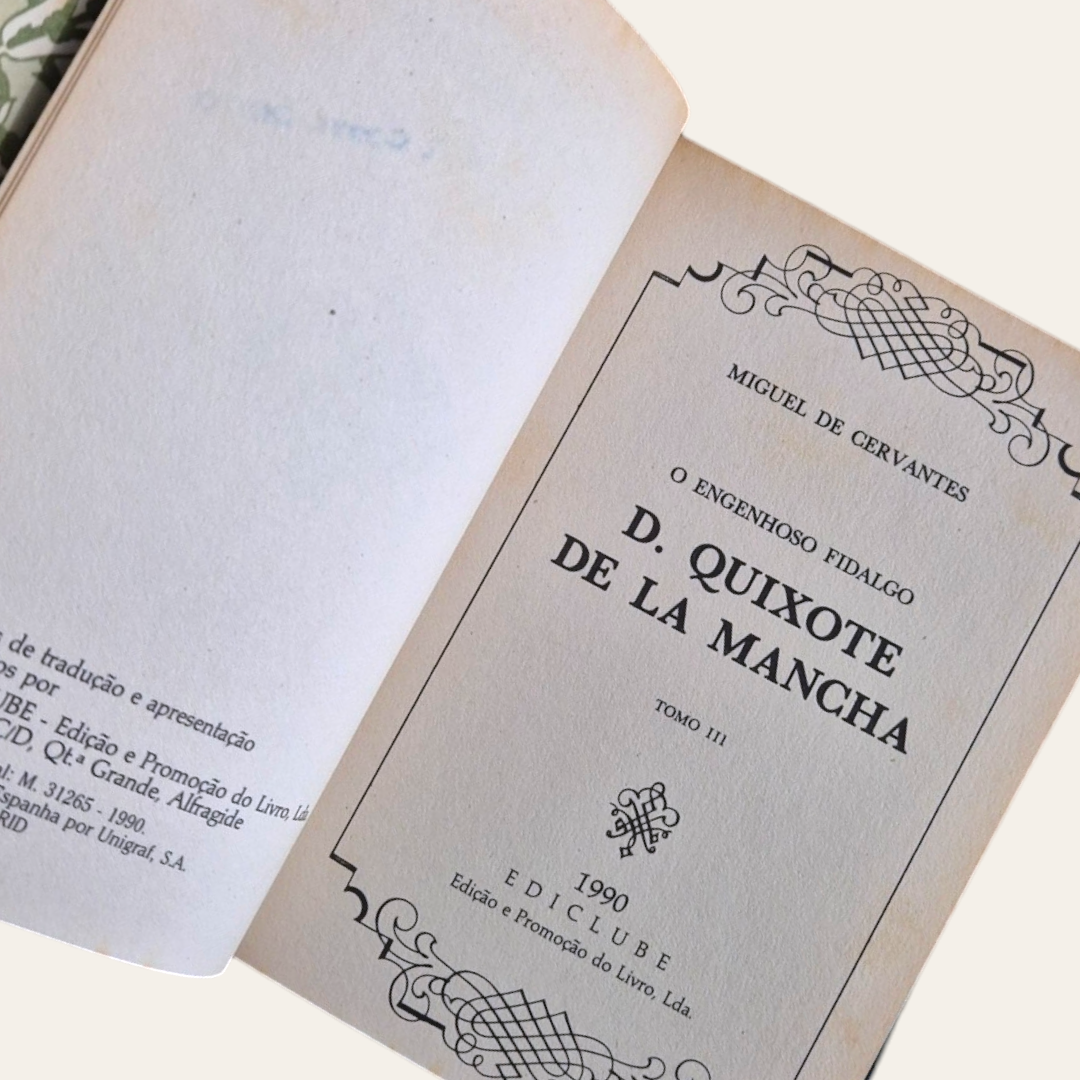 de tradução e apresentação
os por
UBE - Edição e Promoção do Livro, Lda
C/D, Qt.ª Grande, Alfragide
al: M. 31265 - 1990.
Espanha por Unigraf, S.A.
RID
MIGUEL DE CERVANTES
O ENGENHOSO FIDALGO
D. QUIXOTE
DE LA MANCHA
TOMO III
1990
EDICLUBE
Edição e Promoção do Livro, Lda.